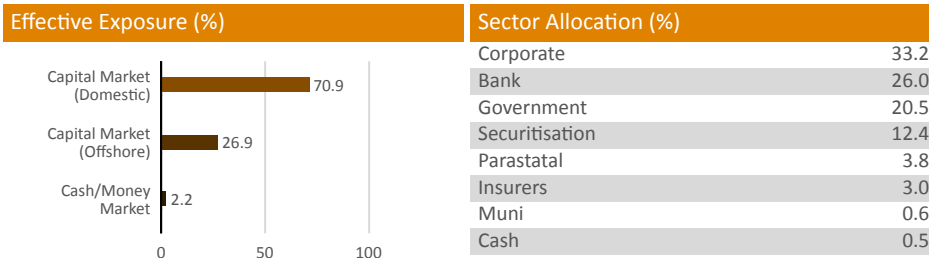 Effective Exposure (%)
Capital Market
(Domestic)
70.9
Capital Market
(Offshore)
26.9
Cash/Money
Market
2.2
0 50 100
Sector Allocation (%)
Corporate 33.2
Bank 26.0
Government 20.5
Securitisation 12.4
Parastatal 3.8
Insurers 3.0
Muni 0.6
Cash 0.5